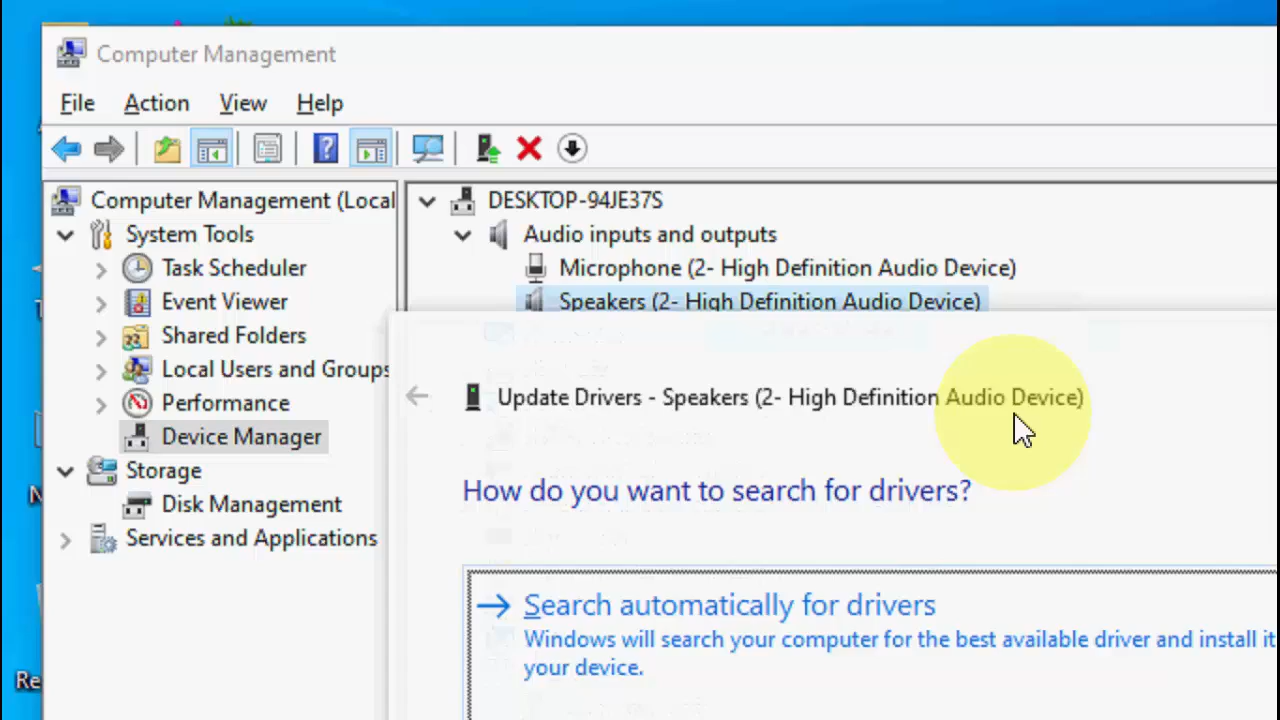 Computer Management
File Action View Help
Computer Management (Local
System Tools
Task Scheduler
Event Viewer
Shared Folders
Local Users and Groups
Performance
Device Manager
Storage
Disk Management
Services and Applications
DESKTOP-94JE37S
Audio inputs and outputs
Microphone (2- High Definition Audio Device)
Speakers (2- High Definition Audio Device)
Update Drivers - Speakers (2- High Definition Audio Device)
How do you want to search for drivers?
Search automatically for drivers
Windows will search your computer for the best available driver and install it
your device.
Re